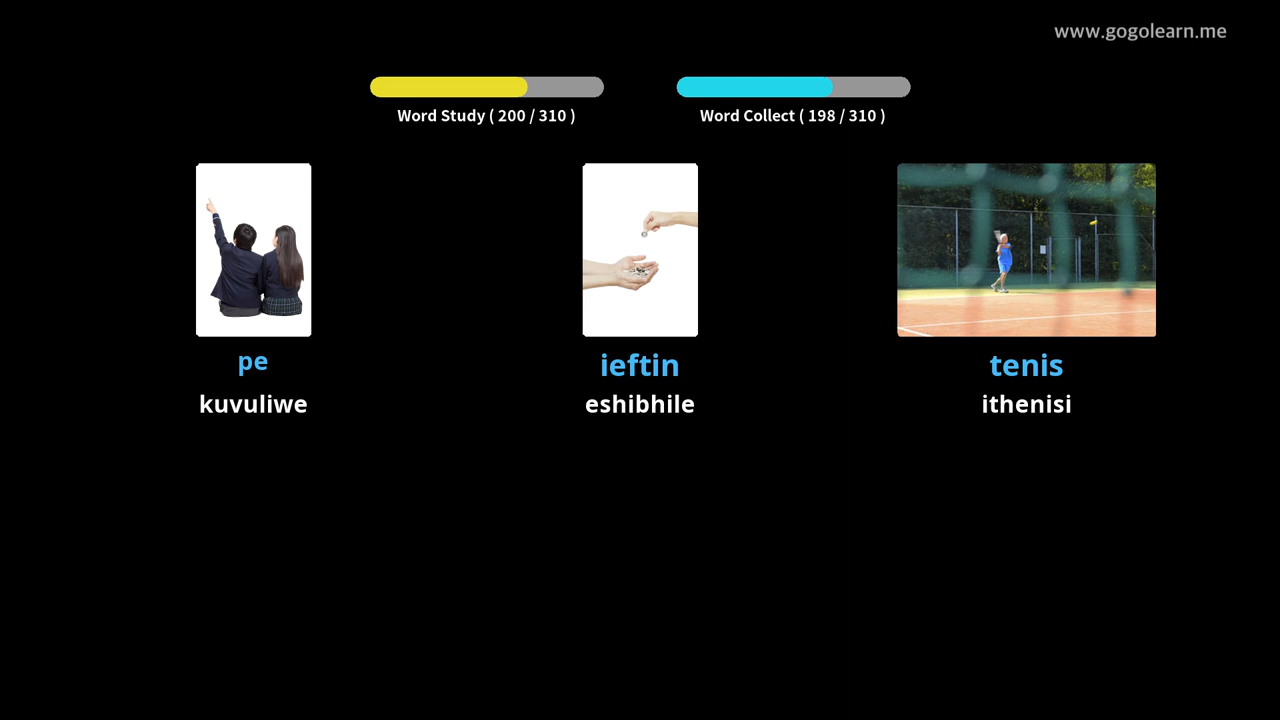 www.gogolearn.me
Word Study ( 200 / 310 )
Word Collect ( 198 / 310 )
pe
kuvuliwe
ieftin
eshibhile
tenis
ithenisi